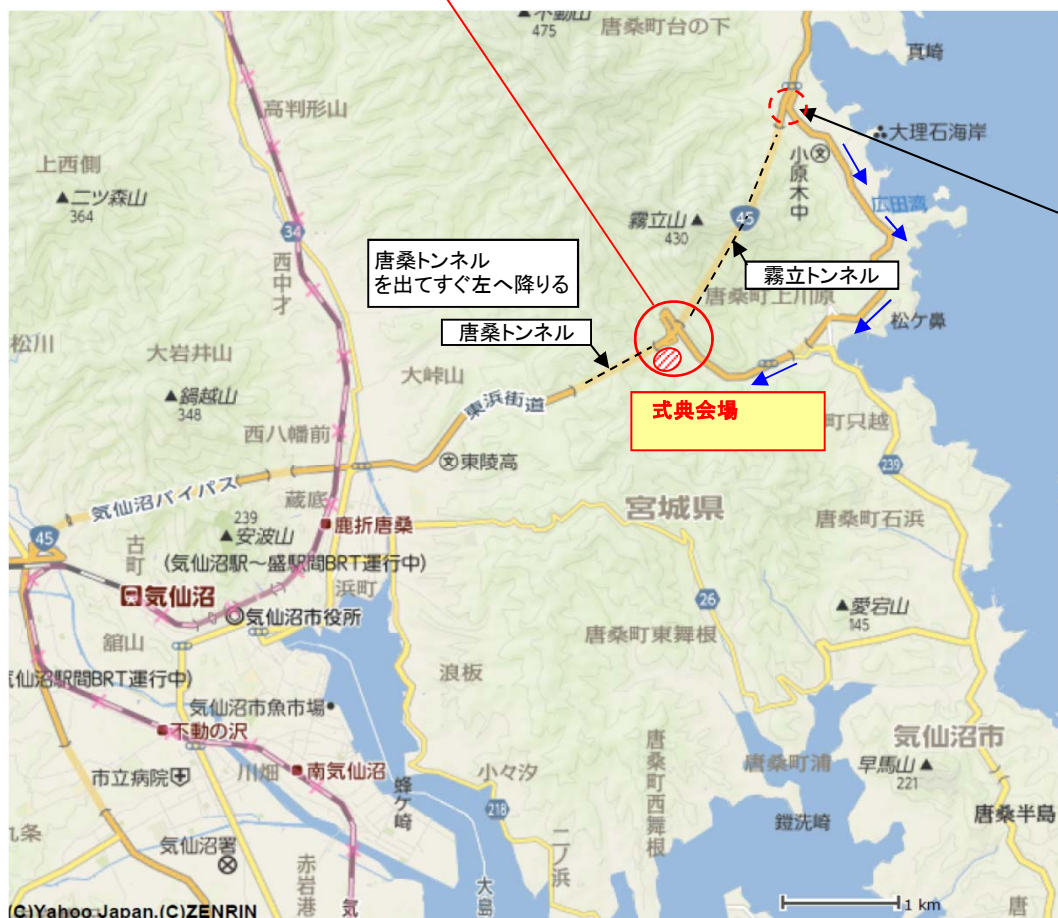 不動山
475
唐桑町台の下
真崎
高判形山
大理石海岸
上西側
小原木中
二ツ森山
364
広田湾
霧立山
430
45
34
西中才
唐桑トンネル
を出てすぐ左へ降りる
霧立トンネル
唐桑町上川原
松ケ鼻
唐桑トンネル
松川
大岩井山
大峠山
鍋越山
348
東浜街道
式典会場
町只越
西八幡前
東陵高
239
気仙沼バイパス
蔵底
宮城県
唐桑町石浜
239
安波山
鹿折唐桑
45
古町
(気仙沼駅～盛駅間BRT運行中)
気仙沼
浜町
26
愛宕山
145
気仙沼市役所
舘山
唐桑町東舞根
気仙沼駅間BRT運行中)
浪板
気仙沼市魚市場
不動の沢
気仙沼市
唐桑町西舞根
唐桑町浦
早馬山
221
市立病院
川畑
南気仙沼
小々汐
蜂ケ崎
218
鎧洗崎
唐桑半島
九条
気仙沼署
二ノ浜
赤岩港
大島
気
唐
1 km
(C)Yahoo Japan,(C)ZENRIN